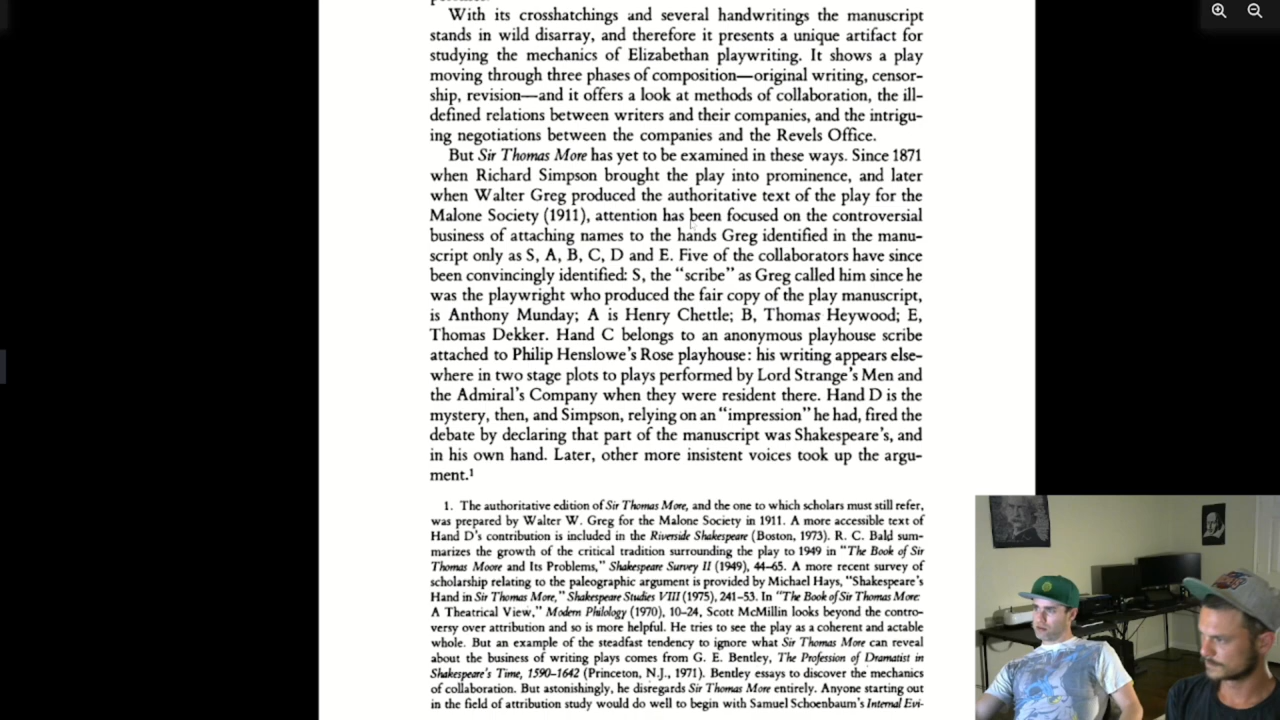 With its crosshatchings and several handwritings the manuscript
stands in wild disarray, and therefore it presents a unique artifact for
studying the mechanics of Elizabethan playwriting. It shows a play
moving through three phases of composition—original writing, censor-
ship, revision—and it offers a look at methods of collaboration, the ill-
defined relations between writers and their companies, and the intrigu-
ing negotiations between the companies and the Revels Office.
But Sir Thomas More has yet to be examined in these ways. Since 1871
when Richard Simpson brought the play into prominence, and later
when Walter Greg produced the authoritative text of the play for the
Malone Society (1911), attention has been focused on the controversial
business of attaching names to the hands Greg identified in the manu-
script only as S, A, B, C, D and E. Five of the collaborators have since
been convincingly identified: S, the "scribe" as Greg called him since he
was the playwright who produced the fair copy of the play manuscript,
is Anthony Munday; A is Henry Chettle; B, Thomas Heywood; E,
Thomas Dekker. Hand C belongs to an anonymous playhouse scribe
attached to Philip Henslowe's Rose playhouse: his writing appears else-
where in two stage plots to plays performed by Lord Strange's Men and
the Admiral's Company when they were resident there. Hand D is the
mystery, then, and Simpson, relying on an "impression" he had, fired the
debate by declaring that part of the manuscript was Shakespeare's, and
in his own hand. Later, other more insistent voices took up the argu-
ment.¹
1. The authoritative edition of Sir Thomas More, and the one to which scholars must still refer,
was prepared by Walter W. Greg for the Malone Society in 1911. A more accessible text of
Hand D's contribution is included in the Riverside Shakespeare (Boston, 1973). R. C. Bald sum-
marizes the growth of the critical tradition surrounding the play to 1949 in "The Book of Sir
Thomas Moore and Its Problems," Shakespeare Survey II (1949), 44–65. A more recent survey of
scholarship relating to the paleographic argument is provided by Michael Hays, "Shakespeare's
Hand in Sir Thomas More," Shakespeare Studies VIII (1975), 241–53. In "The Book of Sir Thomas More:
A Theatrical View," Modern Philology (1970), 10–24, Scott McMillin looks beyond the contro-
versy over attribution and so is more helpful. He tries to see the play as a coherent and actable
whole. But an example of the steadfast tendency to ignore what Sir Thomas More can reveal
about the business of writing plays comes from G. E. Bentley, The Profession of Dramatist in
Shakespeare's Time, 1590–1642 (Princeton, N.J., 1971). Bentley essays to discover the mechanics
of collaboration. But astonishingly, he disregards Sir Thomas More entirely. Anyone starting out
in the field of attribution study would do well to begin with Samuel Schoenbaum's Internal Evi-